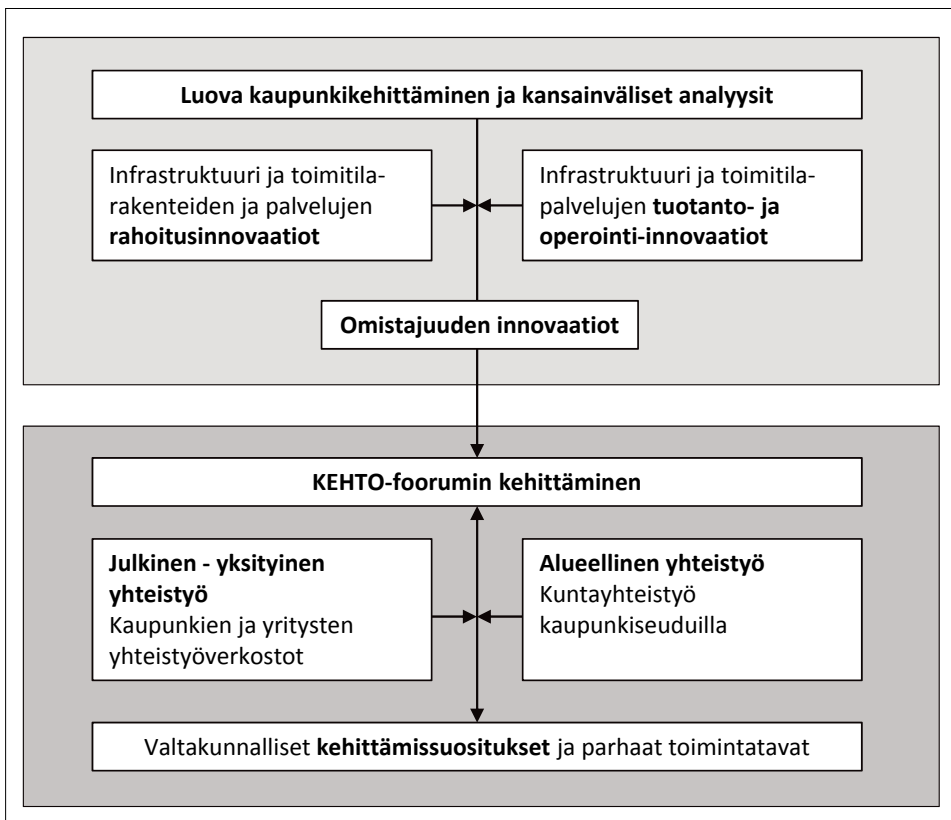 Luova kaupunkikehittäminen ja kansainväliset analyysit
Infrastruktuuri ja toimitila-
rakenteiden ja palvelujen
rahoitusinnovaatiot
Infrastruktuuri ja toimitila-
palvelujen tuotanto- ja
operointi-innovaatiot
Omistajuuden innovaatiot
KEHTO-foorumin kehittäminen
Julkinen - yksityinen
yhteistyö
Kaupunkien ja yritysten
yhteistyöverkostot
Alueellinen yhteistyö
Kuntayhteistyö
kaupunkiseuduilla
Valtakunnalliset kehittämissuositukset ja parhaat toimintatavat